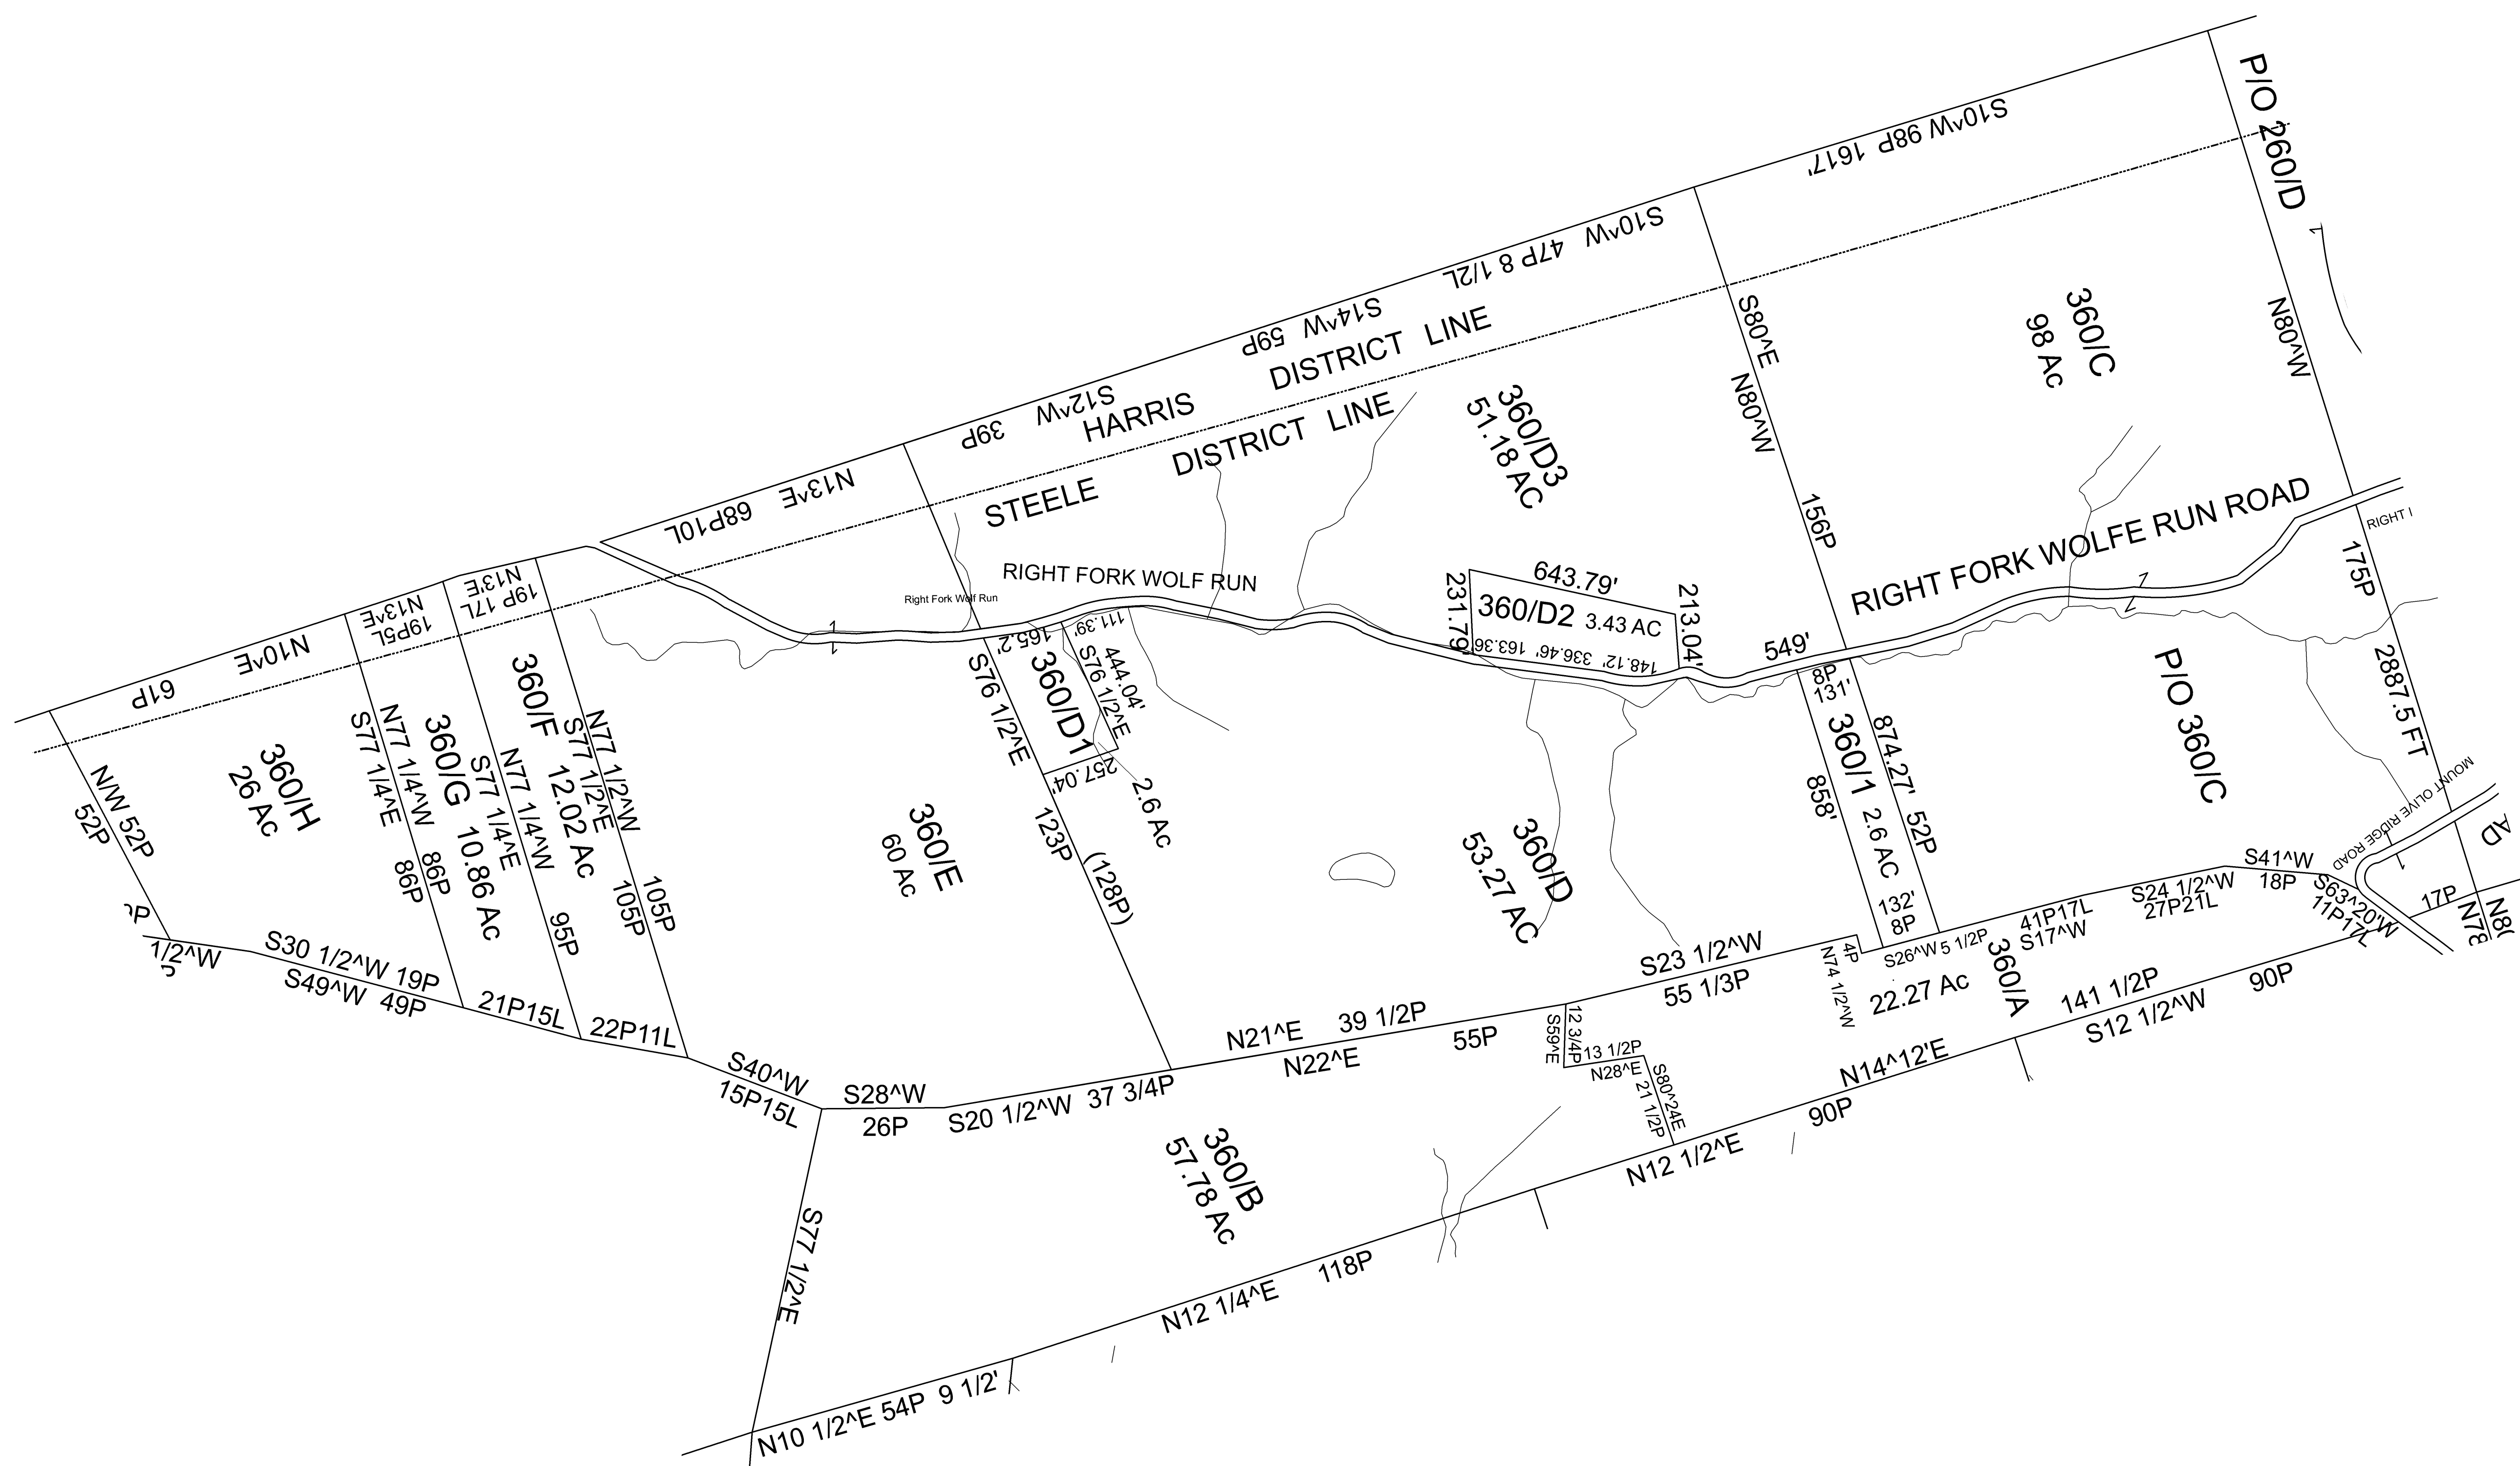 P/O 260/D
S10^W 98P 1617'
S10^W
47P 8 1/2L
S14^W
59P
S12^W
39P
HARRIS DISTRICT LINE
STEELE DISTRICT LINE
N13^E
68P10L
N13'E
19P 17L
N13^E
19P5L
N10^E
61P
360/C
98 Ac
N80^W
S80^E
N80^W
156P
360/D3
51.18 AC
RIGHT FORK WOLFE RUN ROAD
RIGHT FORK WOLF RUN
Right Fork Wolf Run
643.79'
231.79'
213.04'
360/D2 3.43 AC
163.36'
336.46'
148.12'
549'
175P
2887.5 FT
P/O 360/C
MOUNT OLIVE RIDGE ROAD
165.2'
111.39'
444.04'
S76 1/2^E
360/D1
257.04'
2.6 Ac
S76 1/2^E
123P
(128P)
8P
131'
360/1 2.6 AC
874.27'
52P
858'
132'
8P
360/H
26 Ac
N/W 52P
52P
N77 1/4^W
S77 1/4^E
86P
86P
360/G 10.86 Ac
N77 1/4^W
S77 1/4^E
95P
360/F 12.02 Ac
N77 1/2^W
S77 1/2^E
105P
105P
360/E
60 Ac
360/D
53.27 AC
1/2^W
S30 1/2^W 19P
S49^W 49P
21P15L
22P11L
S40^W
15P15L
S28^W
26P
S20 1/2^W 37 3/4P
N21^E 39 1/2P
N22^E 55P
S23 1/2^W
55 1/3P
4P
N74 1/2^W
S26^W 5 1/2P
41P17L
S17^W
S24 1/2^W
27P21L
S41^W
18P
S63^20'W
11P17L
17P
12 3/4P
S59^E
13 1/2P
N28^E
S80^24E
21 1/2P
360/A
22.27 Ac
141 1/2P
S12 1/2^W
90P
N14^12'E
90P
N12 1/2^E
360/B
57.78 Ac
S77 1/2^E
118P
N12 1/4^E
N10 1/2^E 54P 9 1/2'